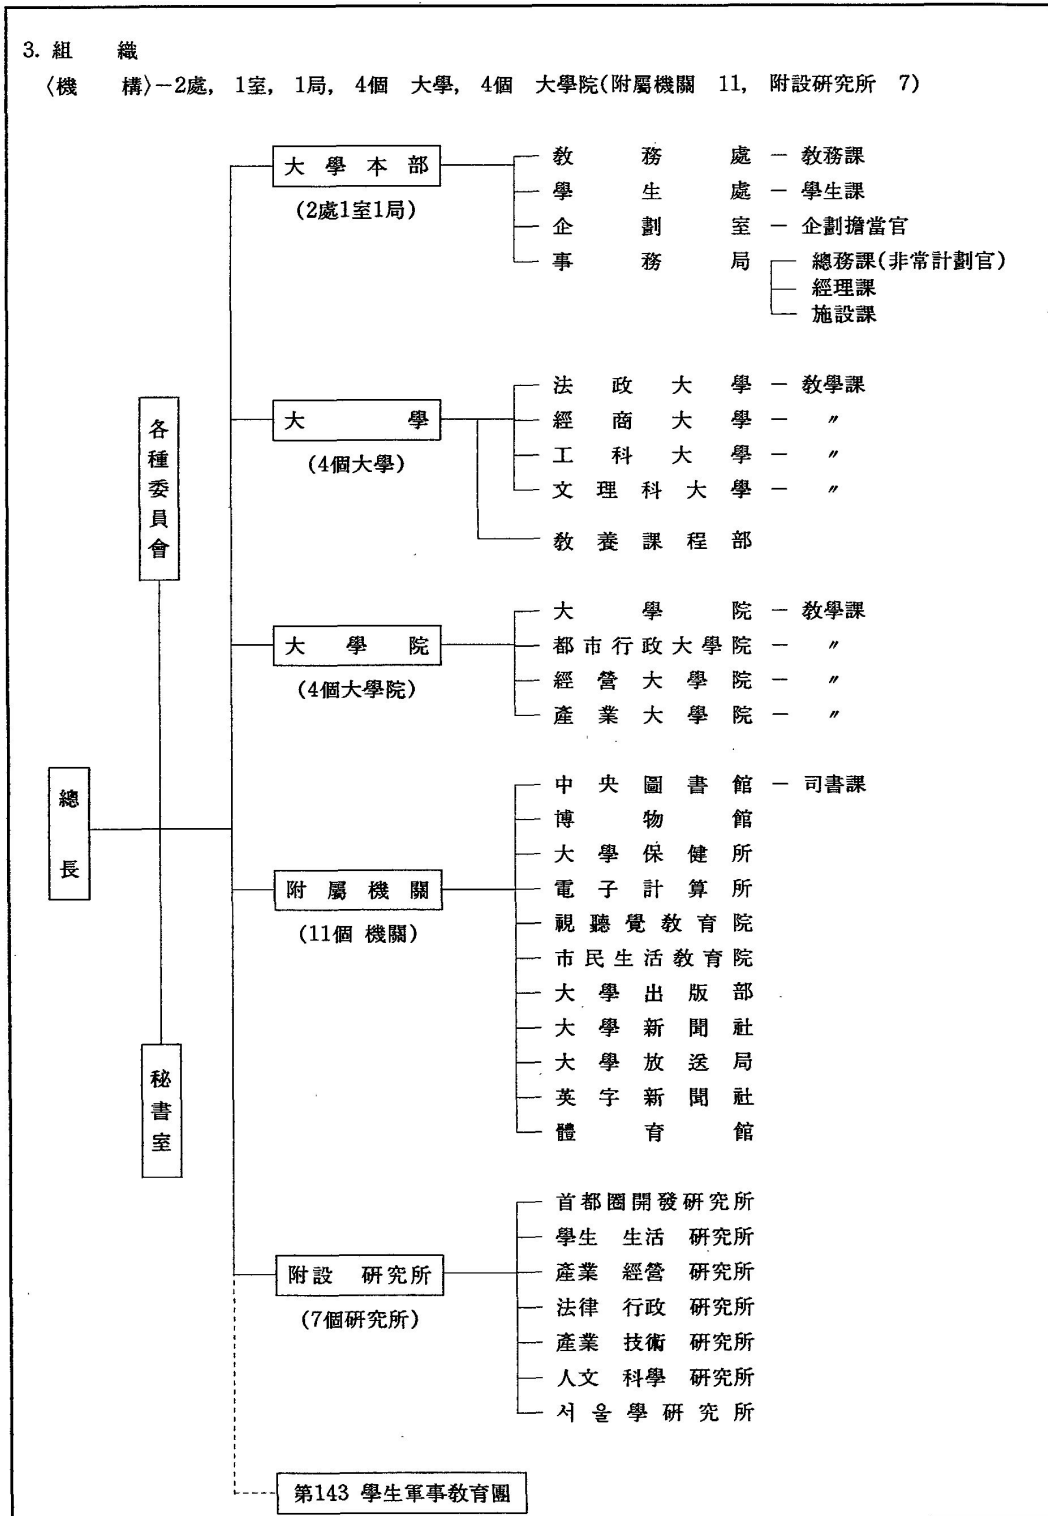 3. 組 織
〈機 構〉-2處, 1室, 1局, 4個 大學, 4個 大學院(附屬機關 11, 附設硏究所 7)
大 學 本 部
(2處1室1局)
敎 務 處 - 敎務課
學 生 處 - 學生課
企 劃 室 - 企劃擔當官
事 務 局
總務課(非常計劃官)
經理課
施設課
大 學
(4個大學)
法 政 大 學 - 敎學課
經 商 大 學 - 〃
工 科 大 學 - 〃
文 理 科 大 學 - 〃
敎 養 課 程 部
各種委員會
大 學 院
(4個大學院)
大 學 院 - 敎學課
都市行政大學院 - 〃
經 營 大 學 院 - 〃
産 業 大 學 院 - 〃
總長
附 屬 機 關
(11個 機關)
中 央 圖 書 館 - 司書課
博 物 館
大 學 保 健 所
電 子 計 算 所
視 聽 覺 敎 育 院
市民生活敎育院
大 學 出 版 部
大 學 新 聞 社
大 學 放 送 局
英 字 新 聞 社
體 育 館
秘書室
附設 硏究所
(7個硏究所)
首都圈開發硏究所
學生 生活 硏究所
産業 經營 硏究所
法律 行政 硏究所
産業 技術 硏究所
人文 科學 硏究所
서 울 學 硏 究 所
第143 學生軍事敎育團